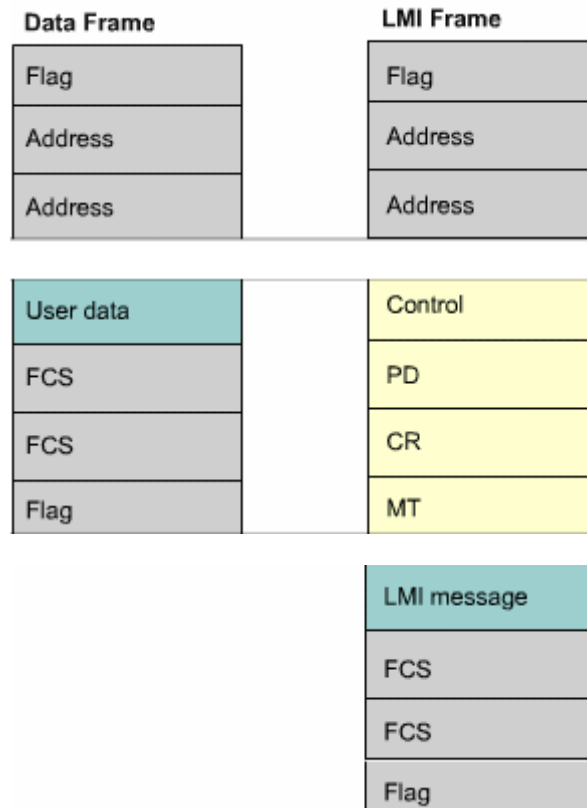 Data Frame
Flag
Address
Address
User data
FCS
FCS
Flag
LMI Frame
Flag
Address
Address
Control
PD
CR
MT
LMI message
FCS
FCS
Flag